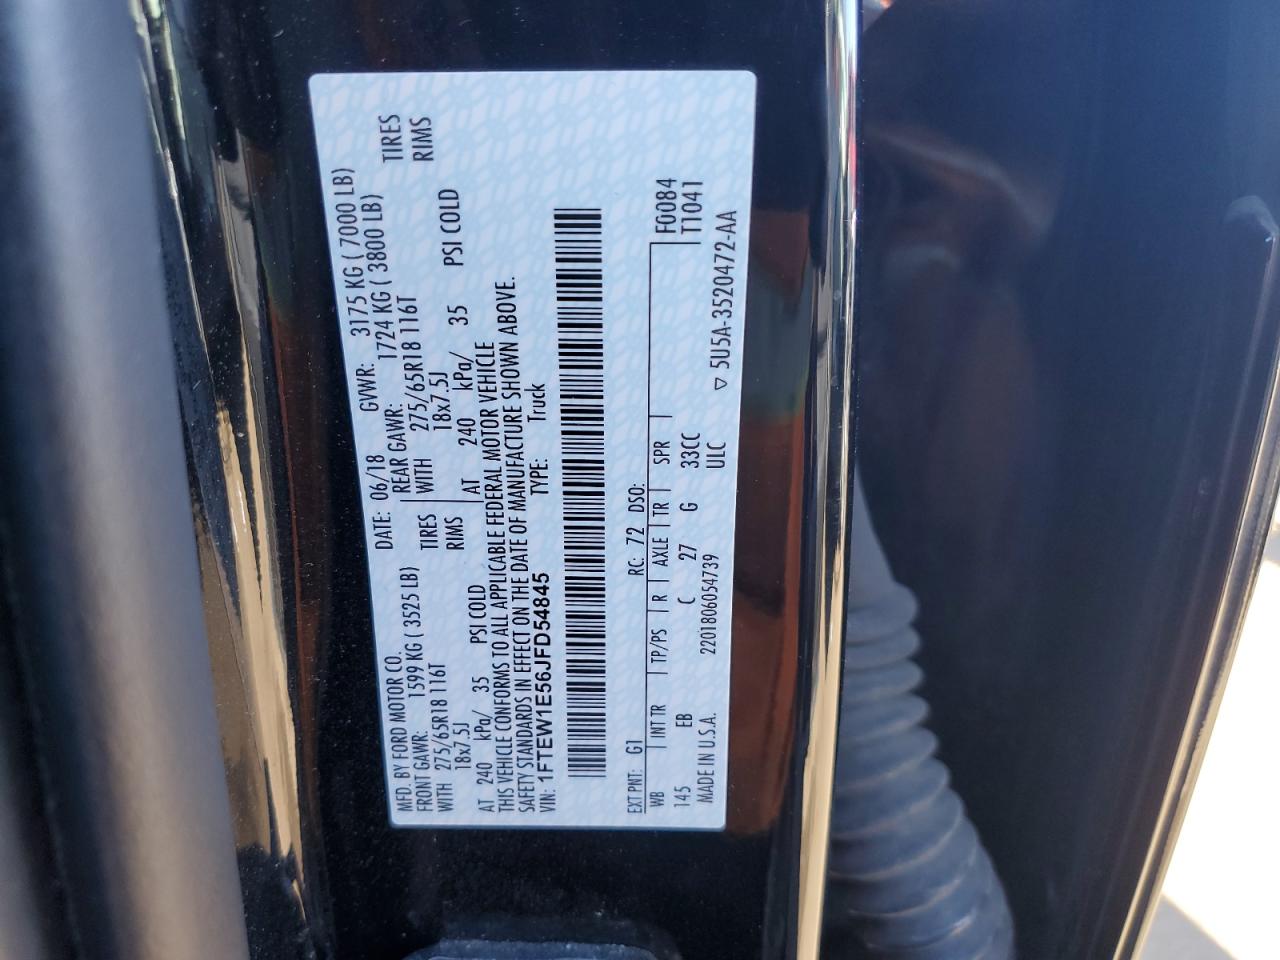 MFD. BY FORD MOTOR CO. DATE: 06/18 GVWR: 3175 KG ( 7000 LB)
FRONT GAWR: 1599 KG ( 3525 LB) REAR GAWR: 1724 KG ( 3800 LB)
WITH 275/65R18 116T TIRES WITH 275/65R18 116T TIRES
18x7.5J RIMS 18x7.5J RIMS
AT 240 kPa/ 35 PSI COLD AT 240 kPa/ 35 PSI COLD
THIS VEHICLE CONFORMS TO ALL APPLICABLE FEDERAL MOTOR VEHICLE
SAFETY STANDARDS IN EFFECT ON THE DATE OF MANUFACTURE SHOWN ABOVE.
VIN: 1FTEW1E56JFD54845 TYPE: Truck
EXT PNT: G1 RC: 72 DSO:
WB INT TR TP/PS R AXLE TR SPR F0084
145 EB C 27 G 33CC T1041
MADE IN U.S.A. 2201806054739 ULC ▽ 5U5A-3520472-AA